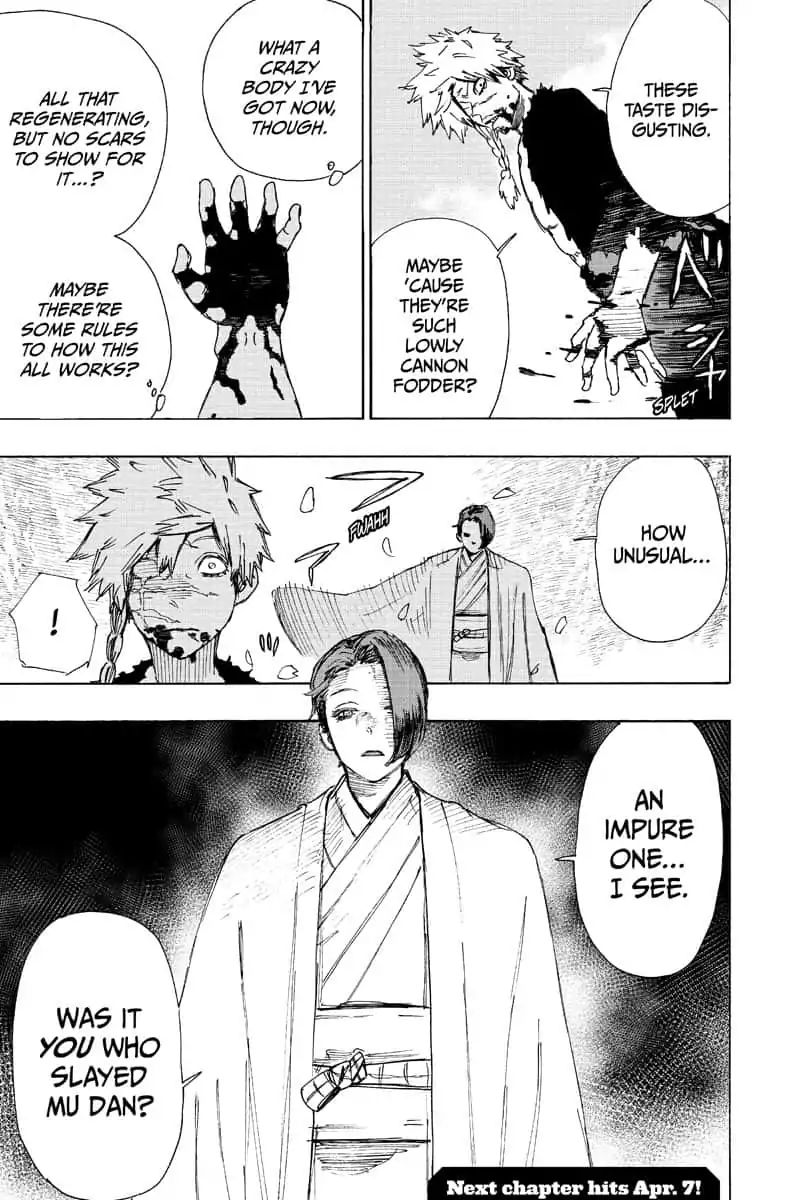 THESE
TASTE DIS-
GUSTING.
MAYBE
'CAUSE
THEY'RE
SUCH
LOWLY
CANNON
FODDER?
ベシャ
SPLET
WHAT A
CRAZY
BODY I'VE
GOT NOW,
THOUGH.
ALL THAT
REGENERATING,
BUT NO SCARS
TO SHOW FOR
IT...?
MAYBE
THERE'RE
SOME RULES
TO HOW THIS
ALL WORKS?
HOW
UNUSUAL...
FWAHH
!
AN
IMPURE
ONE...
I SEE.
WAS IT
YOU WHO
SLAYED
MU DAN?
Next chapter hits Apr. 7!